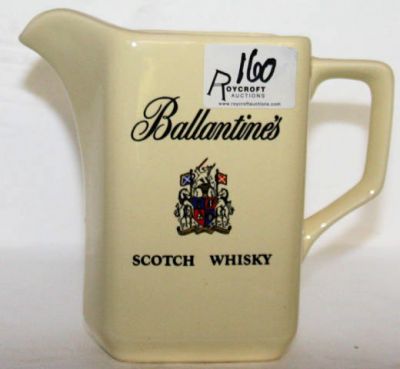 160
ROYCROFT
AUCTIONS
www.roycroftauctions.com
Ballantine's
SCOTCH WHISKY